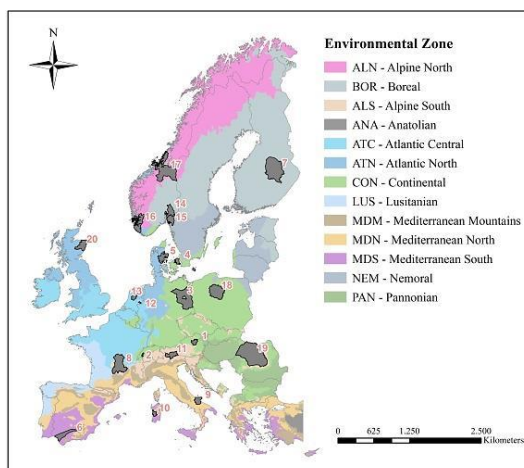 N
Environmental Zone
ALN - Alpine North
BOR - Boreal
ALS - Alpine South
ANA - Anatolian
ATC - Atlantic Central
ATN - Atlantic North
CON - Continental
LUS - Lusitanian
MDM - Mediterranean Mountains
MDN - Mediterranean North
MDS - Mediterranean South
NEM - Nemoral
PAN - Pannonian
17
7
14
15
16
20
5
4
13
12
3
18
1
2
11
8
19
9
10
6
0 625 1.250 2.500
Kilometers